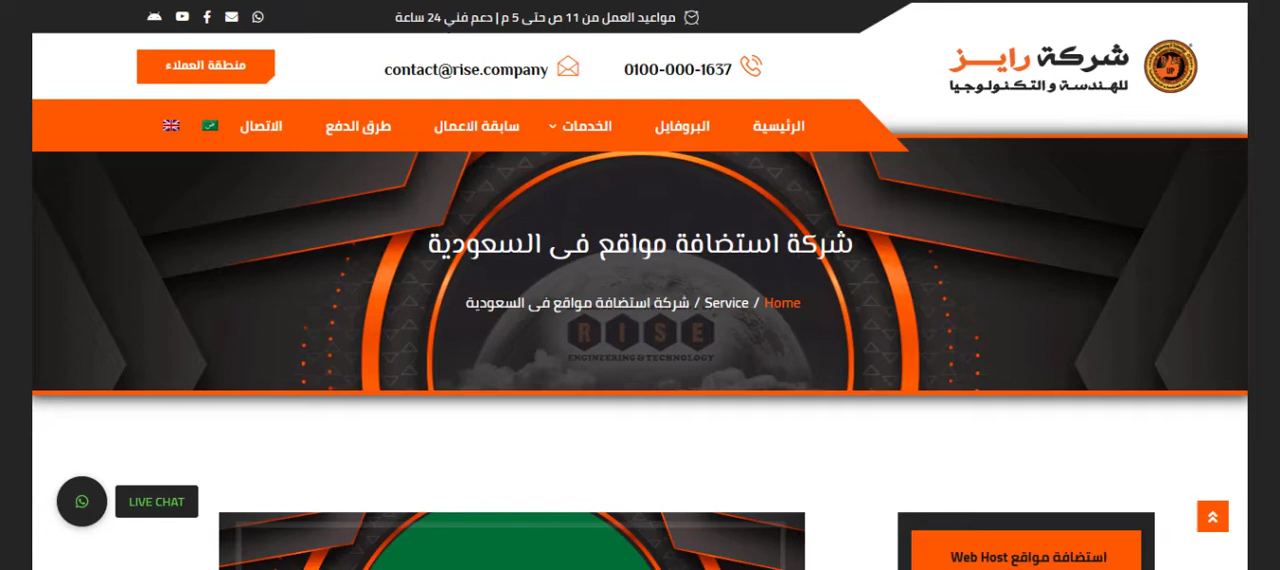 مواعيد العمل من 11 ص حتى 5 م | دعم فني 24 ساعة
شركة رايـز
للهندسة والتكنولوجيا
0100-000-1637
contact@rise.company
منطقة العملاء
الرئيسية
البروفايل
الخدمات
سابقة الاعمال
طرق الدفع
الاتصال
شركة استضافة مواقع فى السعودية
Home / Service / شركة استضافة مواقع فى السعودية
RISE
ENGINEERING & TECHNOLOGY
LIVE CHAT
استضافة مواقع Web Host